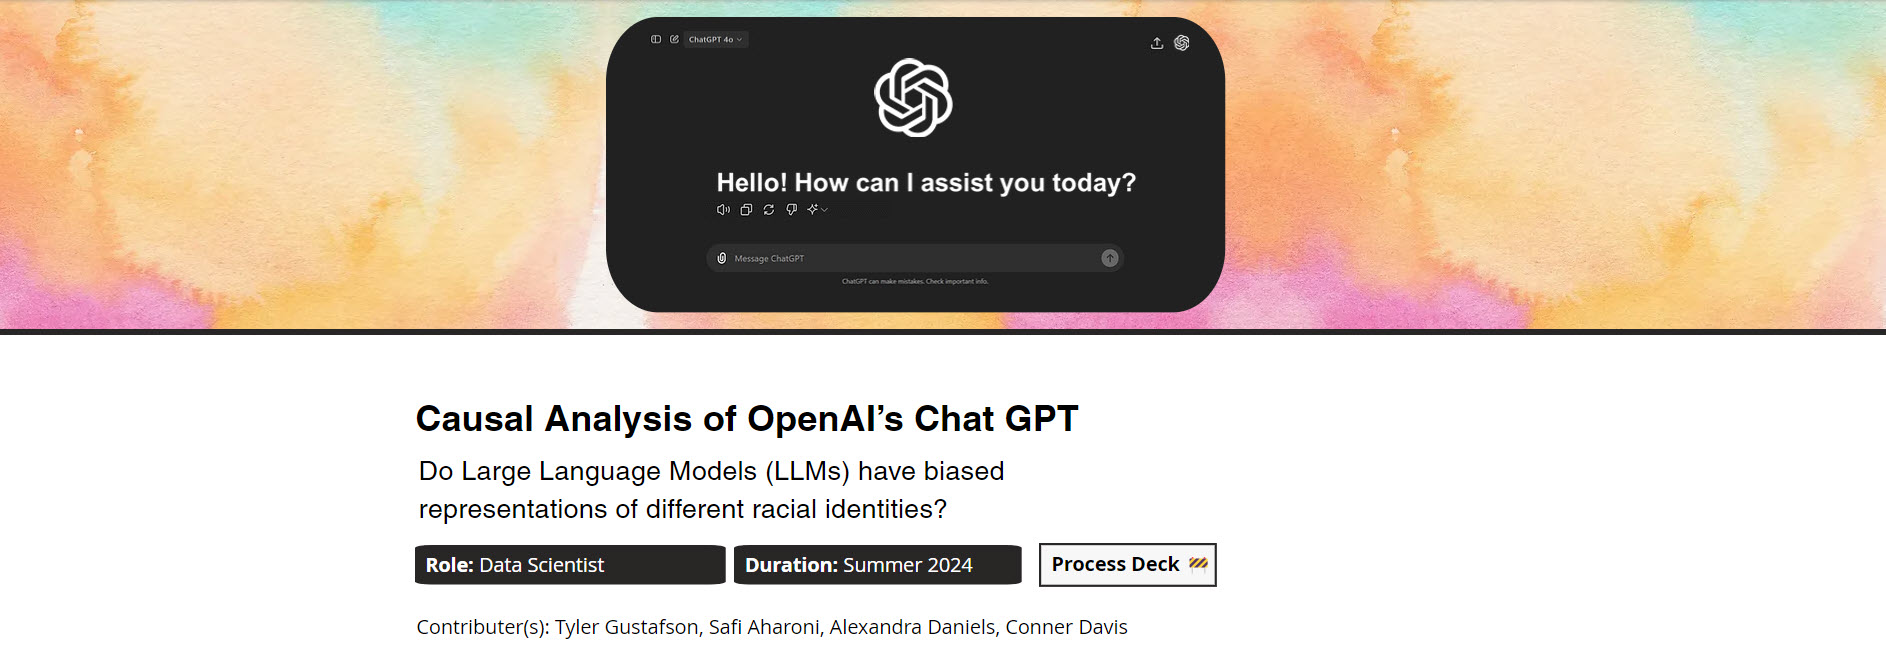 ChatGPT 4o
Hello! How can I assist you today?
Message ChatGPT
ChatGPT can make mistakes. Check important info.
Causal Analysis of OpenAI’s Chat GPT
Do Large Language Models (LLMs) have biased
representations of different racial identities?
Role: Data Scientist
Duration: Summer 2024
Process Deck 🚧
Contributer(s): Tyler Gustafson, Safi Aharoni, Alexandra Daniels, Conner Davis